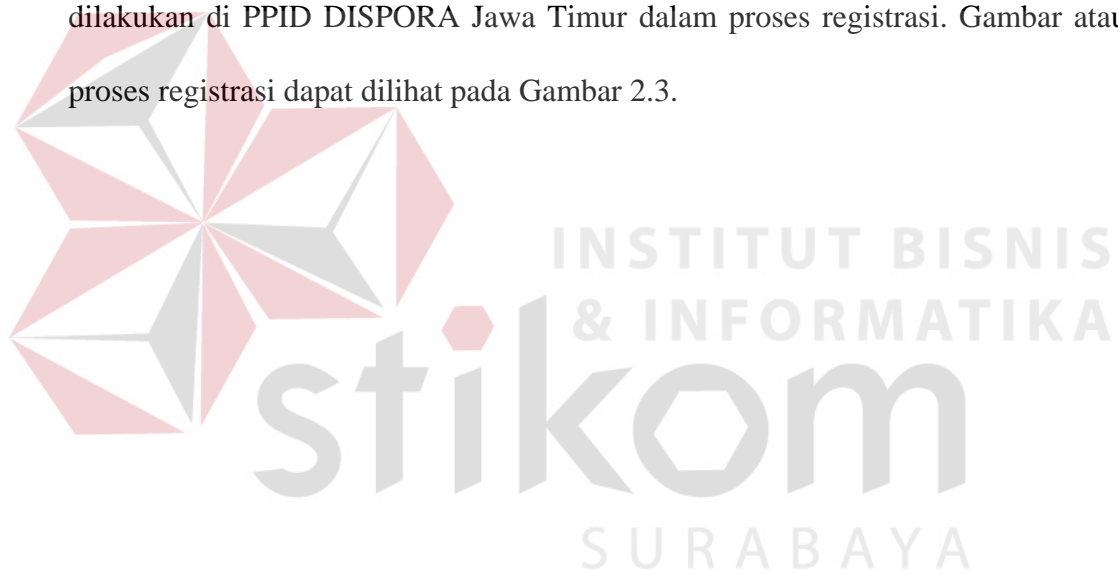 dilakukan di PPID DISPORA Jawa Timur dalam proses registrasi. Gambar atau
proses registrasi dapat dilihat pada Gambar 2.3.
INSTITUT BISNIS
& INFORMATIKA
stikom
SURABAYA